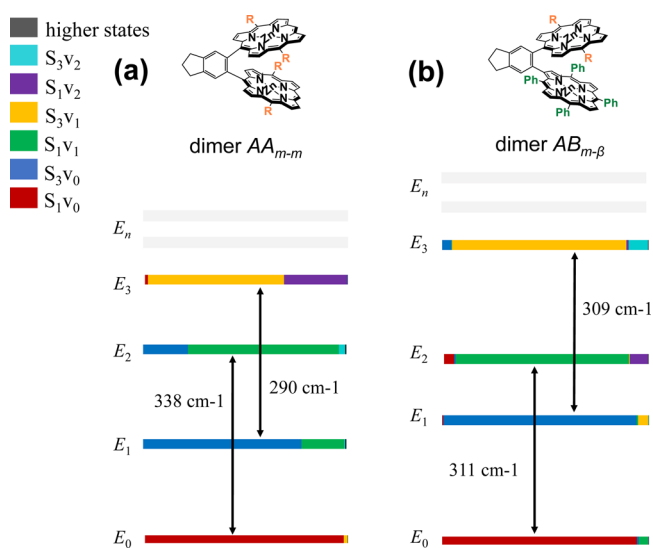 higher states
S₃v₂
S₁v₂
S₃v₁
S₁v₁
S₃v₀
S₁v₀
(a)
R
N
N
N
Zn
R
R
N
N
N
R
dimer AAₘ₋ₘ
Eₙ
E₃
E₂
E₁
E₀
338 cm-1
290 cm-1
(b)
R
N
N
N
R
Ph
Ph
N
N
N
Ph
Ph
dimer ABₘ₋ᵦ
Eₙ
E₃
E₂
E₁
E₀
309 cm-1
311 cm-1